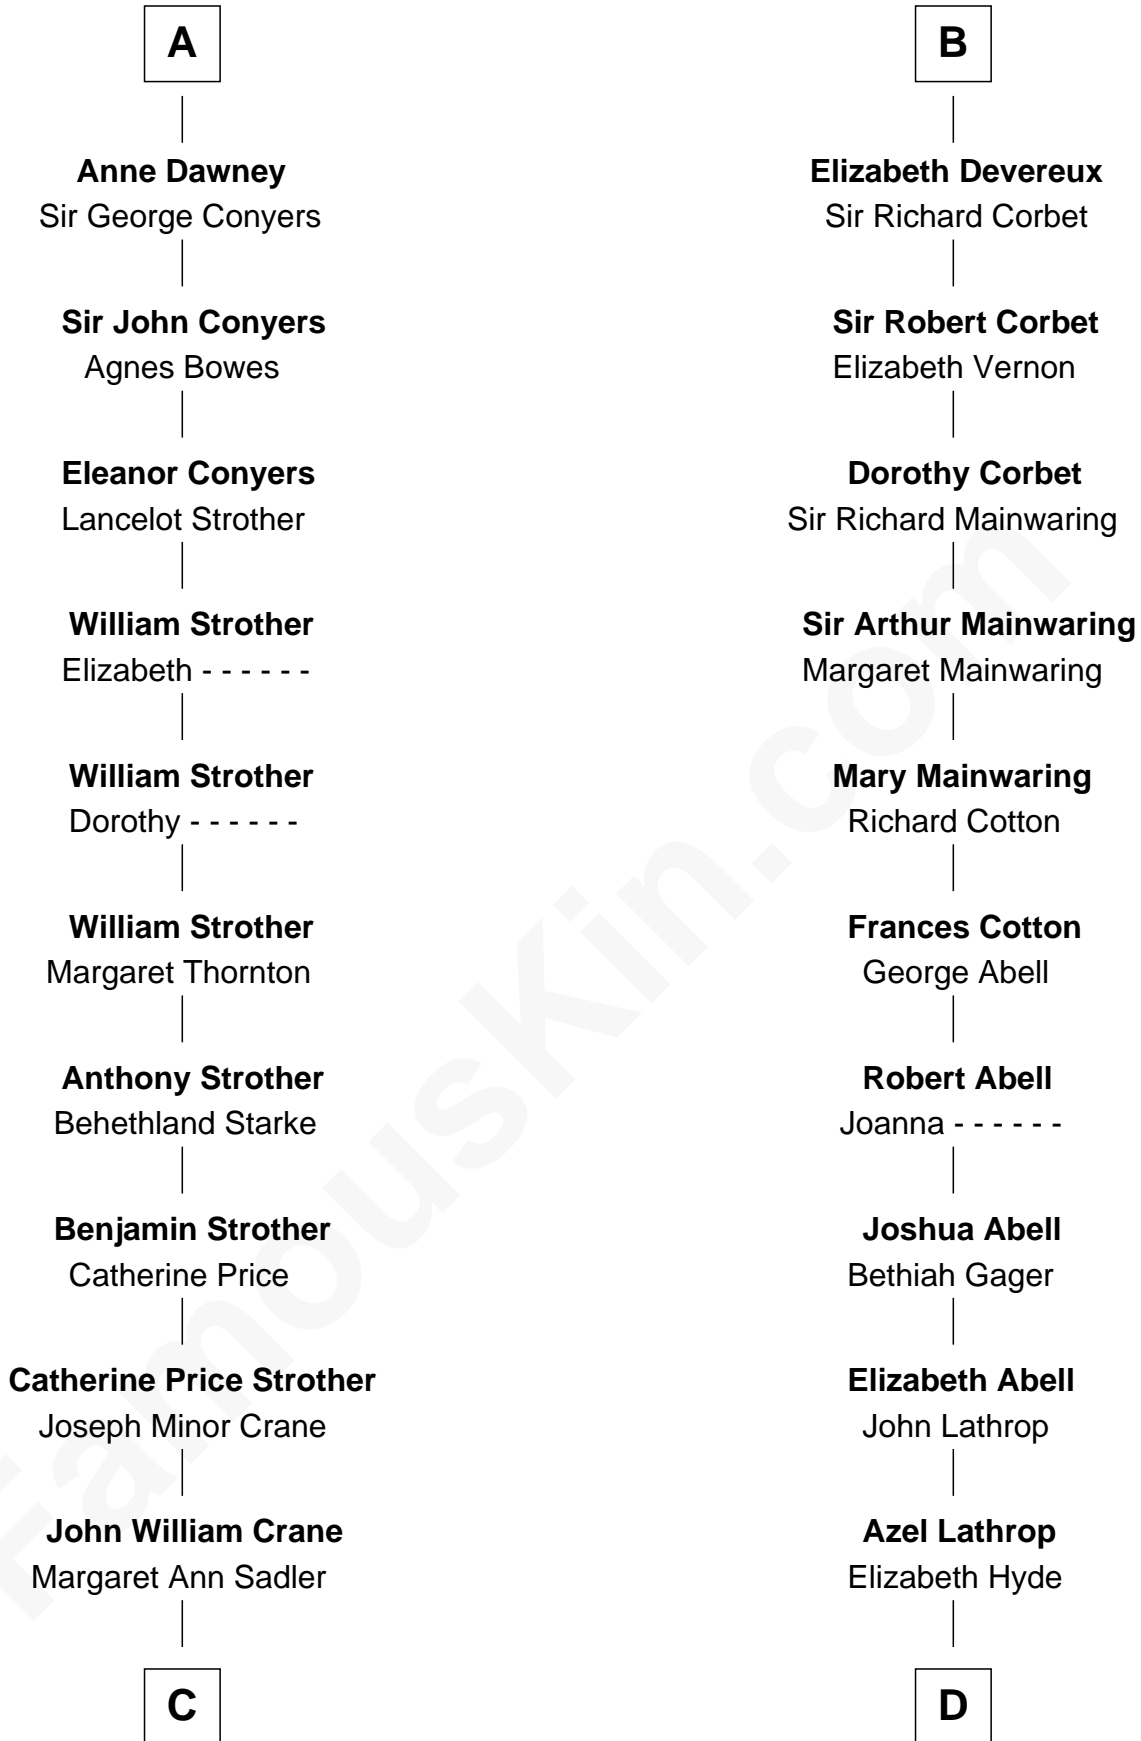 A
Anne Dawney
Sir George Conyers
Sir John Conyers
Agnes Bowes
Eleanor Conyers
Lancelot Strother
William Strother
Elizabeth - - - - - -
William Strother
Dorothy - - - - - -
William Strother
Margaret Thornton
Anthony Strother
Behethland Starke
Benjamin Strother
Catherine Price
Catherine Price Strother
Joseph Minor Crane
John William Crane
Margaret Ann Sadler
C
B
Elizabeth Devereux
Sir Richard Corbet
Sir Robert Corbet
Elizabeth Vernon
Dorothy Corbet
Sir Richard Mainwaring
Sir Arthur Mainwaring
Margaret Mainwaring
Mary Mainwaring
Richard Cotton
Frances Cotton
George Abell
Robert Abell
Joanna - - - - - -
Joshua Abell
Bethiah Gager
Elizabeth Abell
John Lathrop
Azel Lathrop
Elizabeth Hyde
D
FamousKin.com